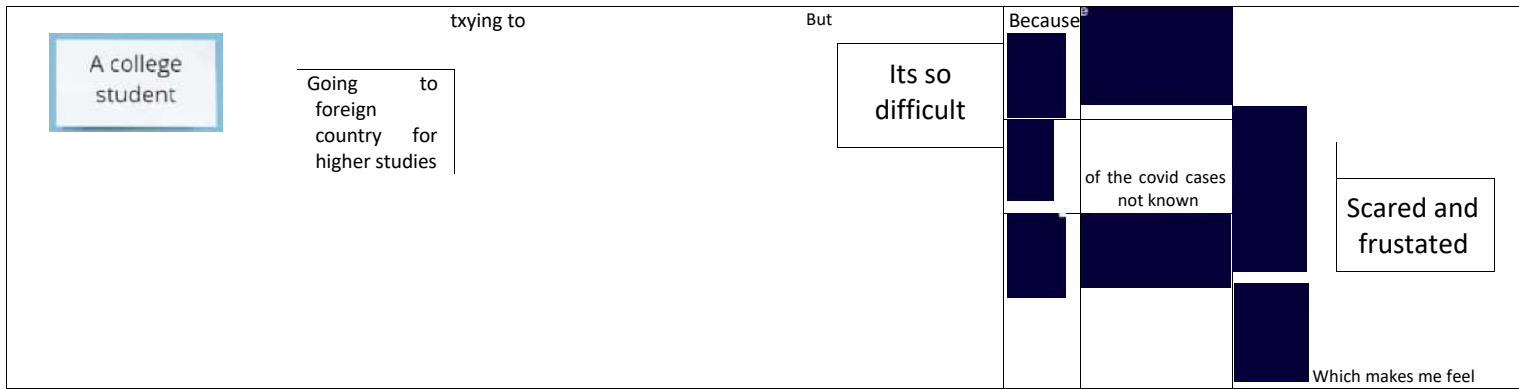 txying to
But
Because
A college
student
Going to
foreign
country for
higher studies
Its so
difficult
of the covid cases
not known
Scared and
frustated
Which makes me feel